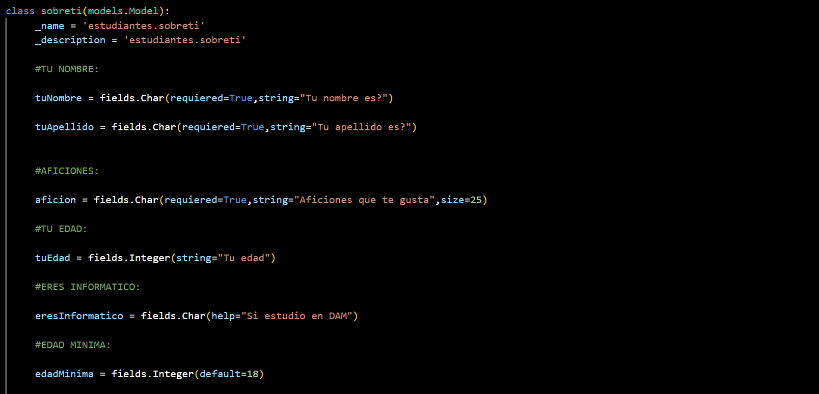 class sobreti(models.Model):
_name = 'estudiantes.sobreti'
_description = 'estudiantes.sobreti'
#TU NOMBRE:
tuNombre = fields.Char(requiered=True,string="Tu nombre es?")
tuApellido = fields.Char(requiered=True,string="Tu apellido es?")
#AFICIONES:
aficion = fields.Char(requiered=True,string="Aficiones que te gusta",size=25)
#TU EDAD:
tuEdad = fields.Integer(string="Tu edad")
#ERES INFORMATICO:
eresInformatico = fields.Char(help="Si estudio en DAM")
#EDAD MINIMA:
edadMinima = fields.Integer(default=18)